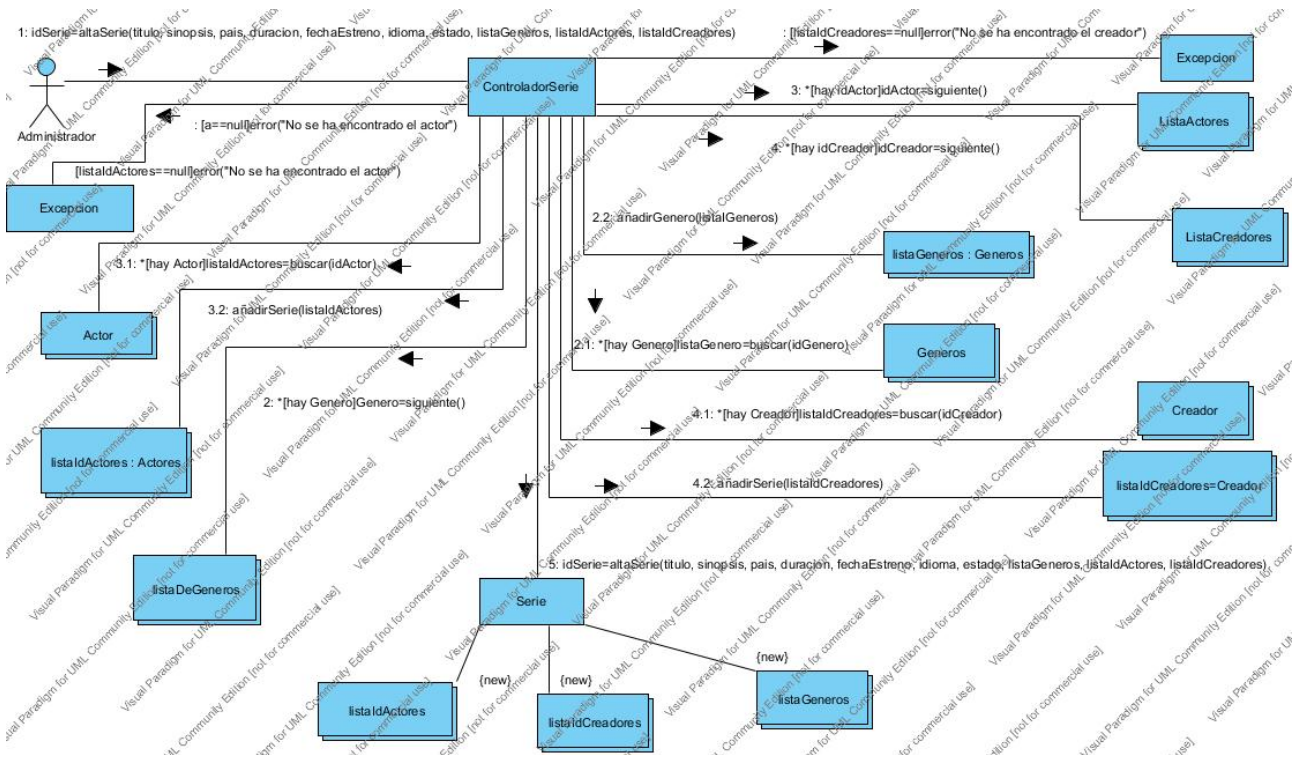 1: idSerie=altaSerie(titulo, sinopsis, pais, duracion, fechaEstreno, idioma, estado, listaGeneros, listaIdActores, listaIdCreadores)
: [listaIdCreadores==null]error("No se ha encontrado el creador")
Excepcion
ControladorSerie
3: *[hay idActor]idActor=siguiente()
ListaActores
Administrador
: [a==null]error("No se ha encontrado el actor")
4: *[hay idCreador]idCreador=siguiente()
[listaIdActores==null]error("No se ha encontrado el actor")
Excepcion
2.2: añadirGenero(listaIGeneros)
ListaCreadores
listaGeneros : Generos
3.1: *[hay Actor]listaIdActores=buscar(idActor)
3.2: añadirSerie(listaIdActores)
Actor
2.1: *[hay Genero]listaGenero=buscar(idGenero)
Generos
2: *[hay Genero]Genero=siguiente()
4.1: *[hay Creador]listaIdCreadores=buscar(idCreador)
Creador
listaIdActores : Actores
4.2: añadirSerie(listaIdCreadores)
listaIdCreadores=Creador
5: idSerie=altaSerie(titulo, sinopsis, pais, duracion, fechaEstreno, idioma, estado, listaGeneros, listaIdActores, listaIdCreadores)
listaDeGeneros
Serie
{new}
{new}
{new}
listaGeneros
listaIdActores
listaIdCreadores
Visual Paradigm for UML Community Edition [not for commercial use]